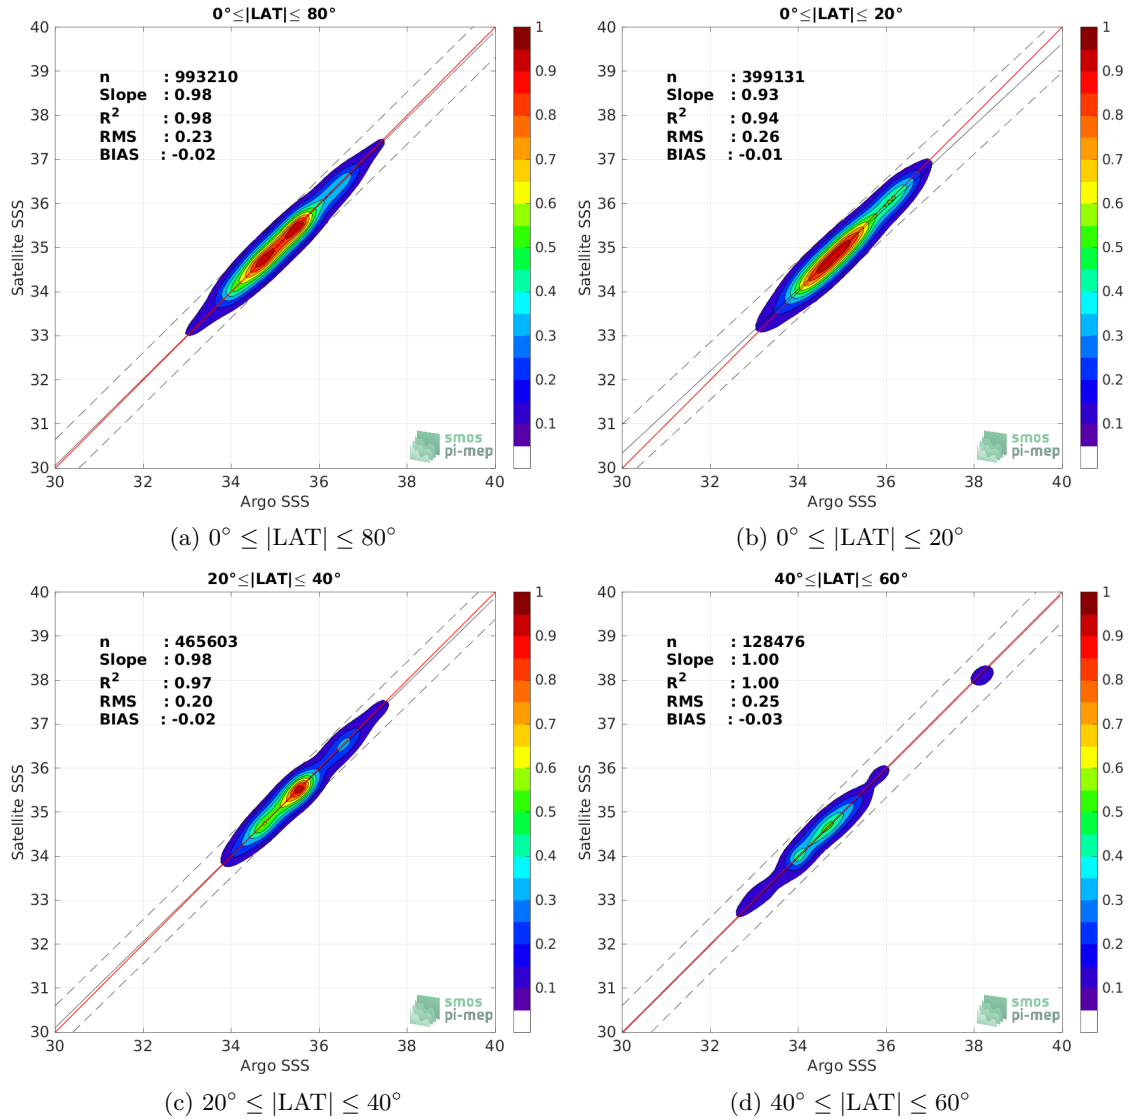 0°≤|LAT|≤ 80°
n : 993210
Slope : 0.98
R² : 0.98
RMS : 0.23
BIAS : -0.02
40
39
38
37
36
35
34
33
32
31
30
Satellite SSS
30 32 34 36 38 40
Argo SSS
1
0.9
0.8
0.7
0.6
0.5
0.4
0.3
0.2
0.1
smos
pi-mep
(a) 0° ≤ |LAT| ≤ 80°
0°≤|LAT|≤ 20°
n : 399131
Slope : 0.93
R² : 0.94
RMS : 0.26
BIAS : -0.01
40
39
38
37
36
35
34
33
32
31
30
Satellite SSS
30 32 34 36 38 40
Argo SSS
1
0.9
0.8
0.7
0.6
0.5
0.4
0.3
0.2
0.1
smos
pi-mep
(b) 0° ≤ |LAT| ≤ 20°
20°≤|LAT|≤ 40°
n : 465603
Slope : 0.98
R² : 0.97
RMS : 0.20
BIAS : -0.02
40
39
38
37
36
35
34
33
32
31
30
Satellite SSS
30 32 34 36 38 40
Argo SSS
1
0.9
0.8
0.7
0.6
0.5
0.4
0.3
0.2
0.1
smos
pi-mep
(c) 20° ≤ |LAT| ≤ 40°
40°≤|LAT|≤ 60°
n : 128476
Slope : 1.00
R² : 1.00
RMS : 0.25
BIAS : -0.03
40
39
38
37
36
35
34
33
32
31
30
Satellite SSS
30 32 34 36 38 40
Argo SSS
1
0.9
0.8
0.7
0.6
0.5
0.4
0.3
0.2
0.1
smos
pi-mep
(d) 40° ≤ |LAT| ≤ 60°